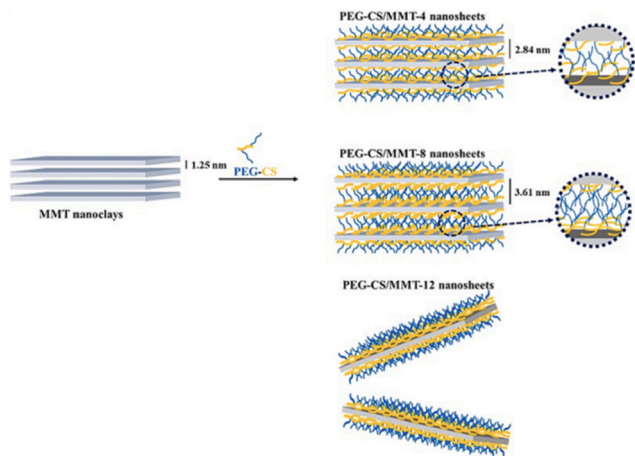 PEG-CS/MMT-4 nanosheets
2.84 nm
1.25 nm
PEG-CS
MMT nanoclays
PEG-CS/MMT-8 nanosheets
3.61 nm
PEG-CS/MMT-12 nanosheets